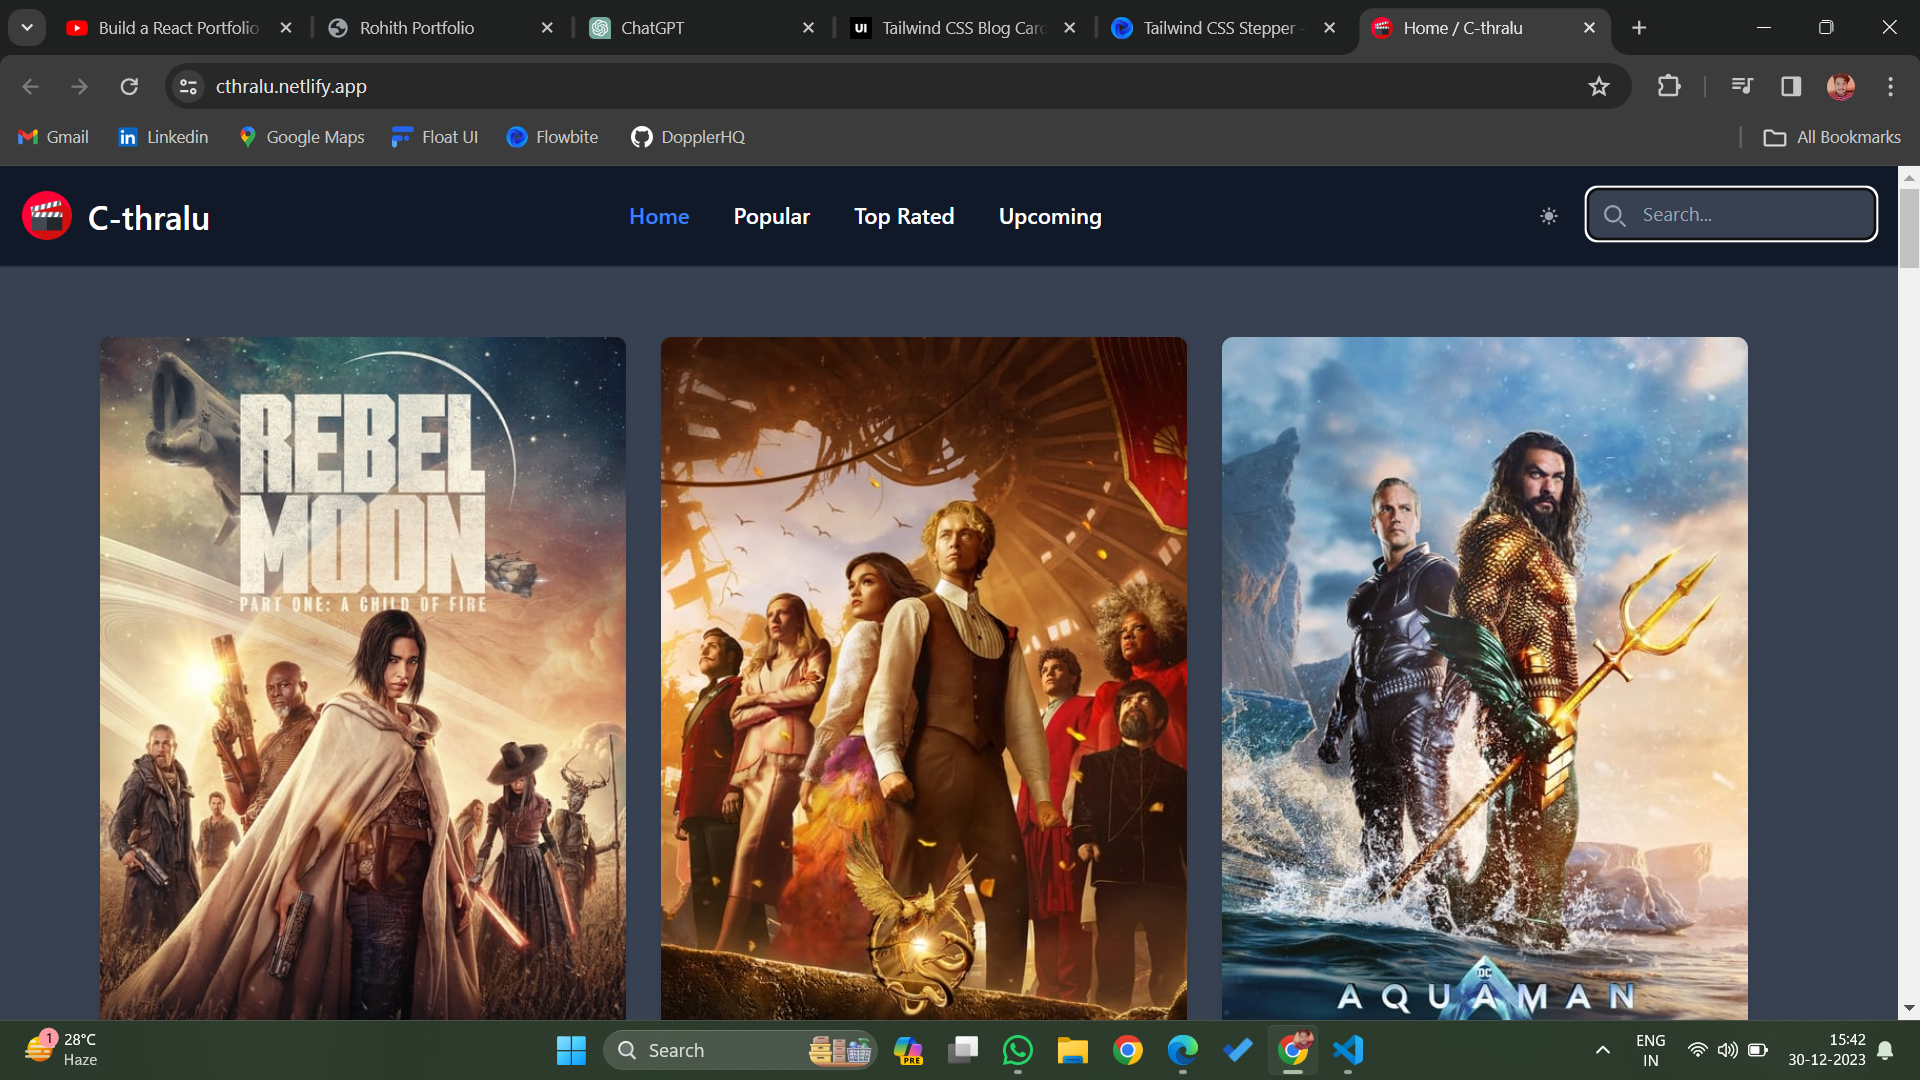 Build a React Portfolio
Rohith Portfolio
ChatGPT
UI
Tailwind CSS Blog Carc
Tailwind CSS Stepper -
Home / C-thralu
cthralu.netlify.app
Gmail
Linkedin
Google Maps
Float UI
Flowbite
DopplerHQ
All Bookmarks
C-thralu
Home
Popular
Top Rated
Upcoming
Search...
REBEL
MOON
PART ONE: A CHILD OF FIRE
DC
AQUAMAN
1
28°C
Haze
Search
PRE
ENG
IN
15:42
30-12-2023